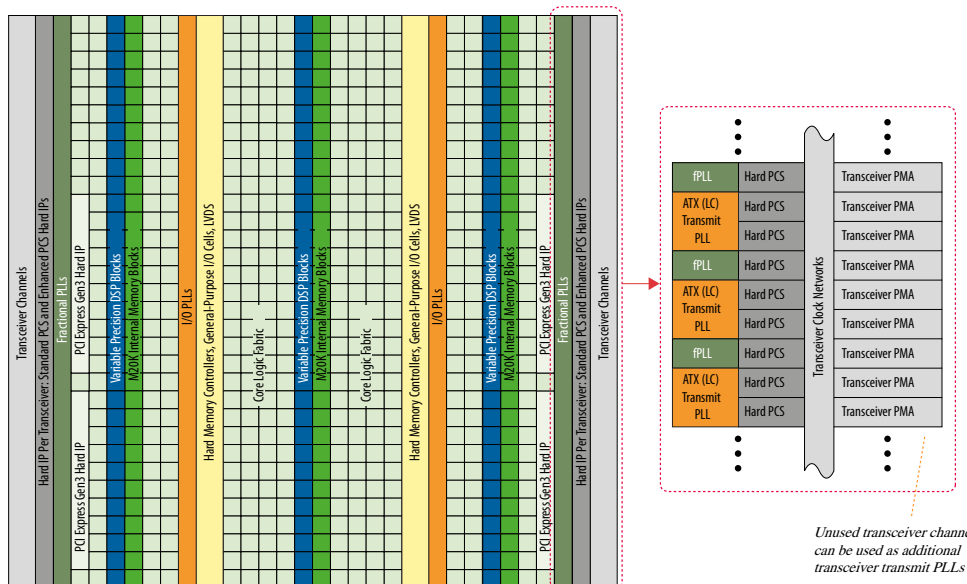 Transceiver Channels
Hard IP Per Transceiver: Standard PCS and Enhanced PCS Hard IPs
Fractional PLLs
PCI Express Gen3 Hard IP
PCI Express Gen3 Hard IP
Variable Precision DSP Blocks
M20K Internal Memory Blocks
I/O PLLs
Hard Memory Controllers, General-Purpose I/O Cells, LVDS
Core Logic Fabric
Variable Precision DSP Blocks
M20K Internal Memory Blocks
Core Logic Fabric
Hard Memory Controllers, General-Purpose I/O Cells, LVDS
I/O PLLs
Variable Precision DSP Blocks
M20K Internal Memory Blocks
PCI Express Gen3 Hard IP
PCI Express Gen3 Hard IP
Fractional PLLs
Hard IP Per Transceiver: Standard PCS and Enhanced PCS Hard IPs
Transceiver Channels
fPLL
ATX (LC)
Transmit
PLL
fPLL
ATX (LC)
Transmit
PLL
fPLL
ATX (LC)
Transmit
PLL
Hard PCS
Hard PCS
Hard PCS
Hard PCS
Hard PCS
Hard PCS
Hard PCS
Hard PCS
Hard PCS
Transceiver Clock Networks
Transceiver PMA
Transceiver PMA
Transceiver PMA
Transceiver PMA
Transceiver PMA
Transceiver PMA
Transceiver PMA
Transceiver PMA
Transceiver PMA
Unused transceiver
can be used as additional
transceiver transmit PLLs